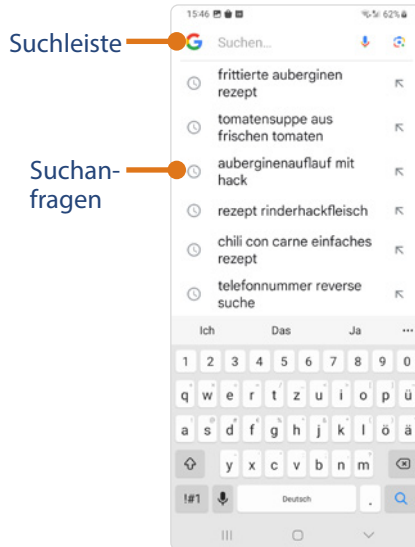 15:46 62%
Suchleiste
Suchen...
frittierte auberginen
rezept
tomatensuppe aus
frischen tomaten
Suchan-
fragen
auberginenauflauf mit
hack
rezept rinderhackfleisch
chili con carne einfaches
rezept
telefonnummer reverse
suche
Ich Das Ja ...
1 2 3 4 5 6 7 8 9 0
q w e r t z u i o p ü
a s d f g h j k l ö ä
y x c v b n m
!#1 Deutsch .